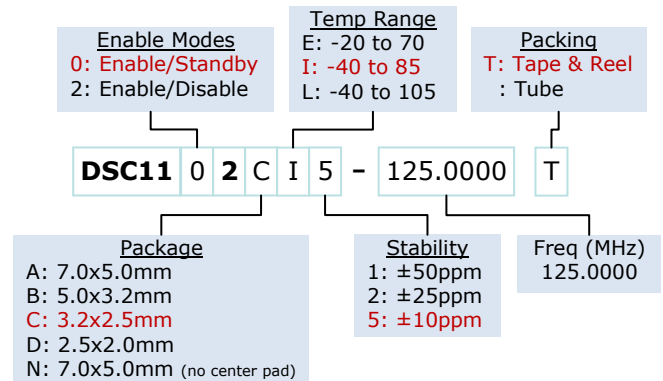 Enable Modes
0: Enable/Standby
2: Enable/Disable
Temp Range
E: -20 to 70
I: -40 to 85
L: -40 to 105
Packing
T: Tape & Reel
: Tube
DSC11 0 2 C I 5 – 125.0000 T
Package
A: 7.0x5.0mm
B: 5.0x3.2mm
C: 3.2x2.5mm
D: 2.5x2.0mm
N: 7.0x5.0mm (no center pad)
Stability
1: ±50ppm
2: ±25ppm
5: ±10ppm
Freq (MHz)
125.0000